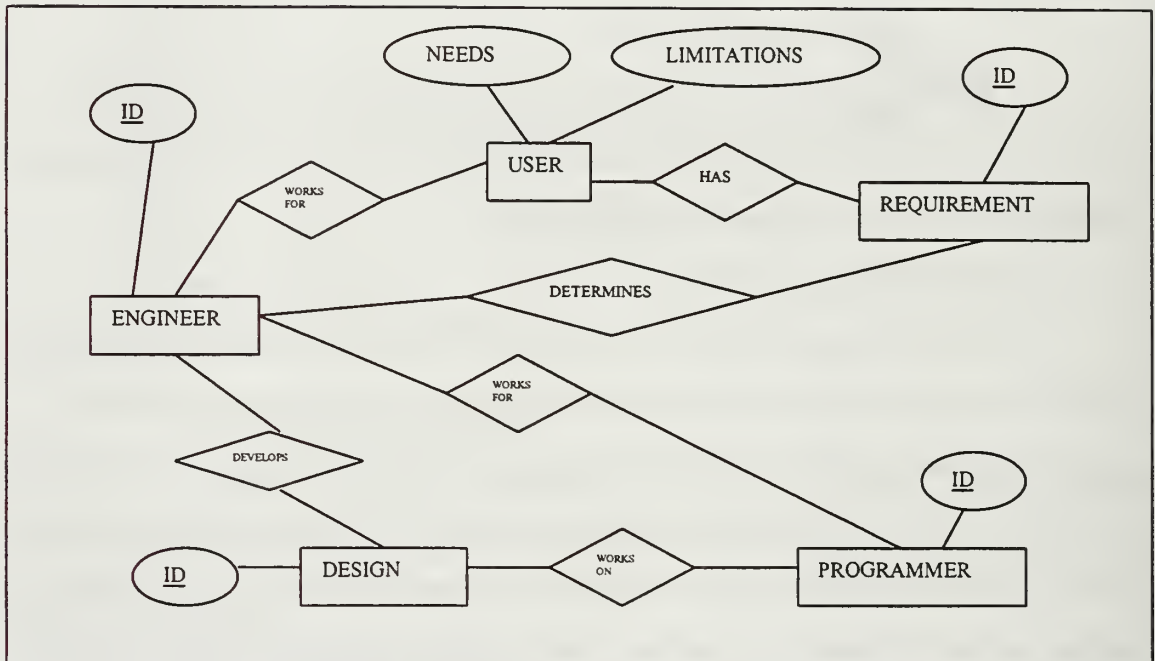 NEEDS
LIMITATIONS
ID
ID
USER
HAS
WORKS
FOR
REQUIREMENT
DETERMINES
ENGINEER
WORKS
FOR
DEVELOPS
ID
ID
DESIGN
WORKS
ON
PROGRAMMER